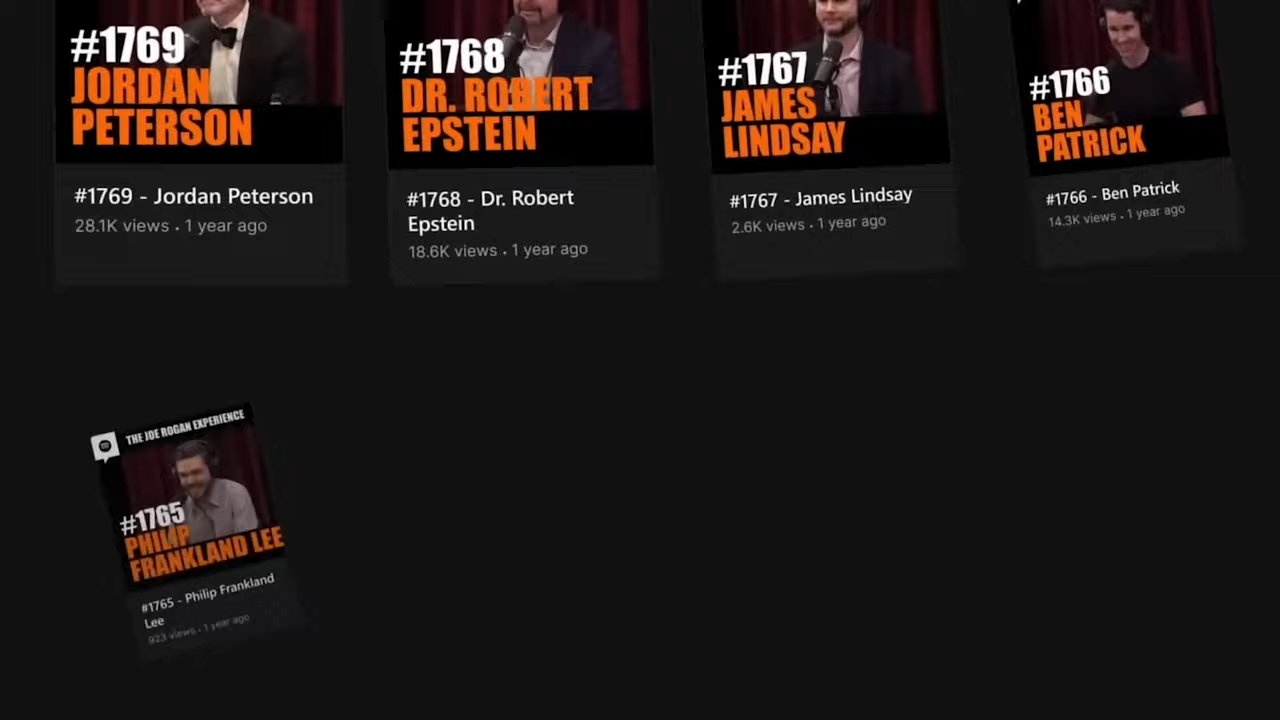 #1769
JORDAN
PETERSON
#1769 - Jordan Peterson
28.1K views • 1 year ago
#1768
DR. ROBERT
EPSTEIN
#1768 - Dr. Robert
Epstein
18.6K views • 1 year ago
#1767
JAMES
LINDSAY
#1767 - James Lindsay
2.6K views • 1 year ago
#1766
BEN
PATRICK
#1766 - Ben Patrick
14.3K views • 1 year ago
THE JOE ROGAN EXPERIENCE
#1765
PHILIP
FRANKLAND LEE
#1765 - Philip Frankland
Lee
923 views • 1 year ago